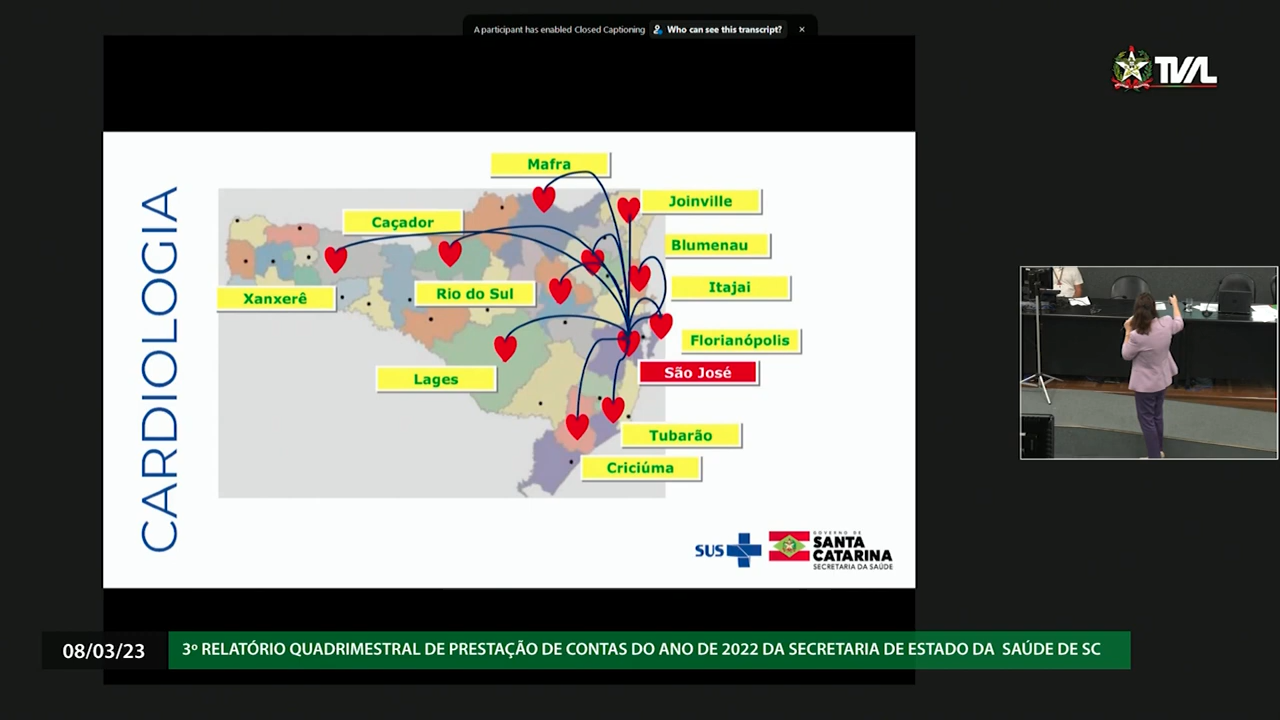 A participant has enabled Closed Captioning
Who can see this transcript?
TVAL
CARDIOLOGIA
Mafra
Joinville
Caçador
Blumenau
Itajai
Xanxerê
Rio do Sul
Florianópolis
São José
Lages
Tubarão
Criciúma
SUS
GOVERNO DE
SANTA
CATARINA
SECRETARIA DA SAÚDE
08/03/23
3º RELATÓRIO QUADRIMESTRAL DE PRESTAÇÃO DE CONTAS DO ANO DE 2022 DA SECRETARIA DE ESTADO DA SAÚDE DE SC